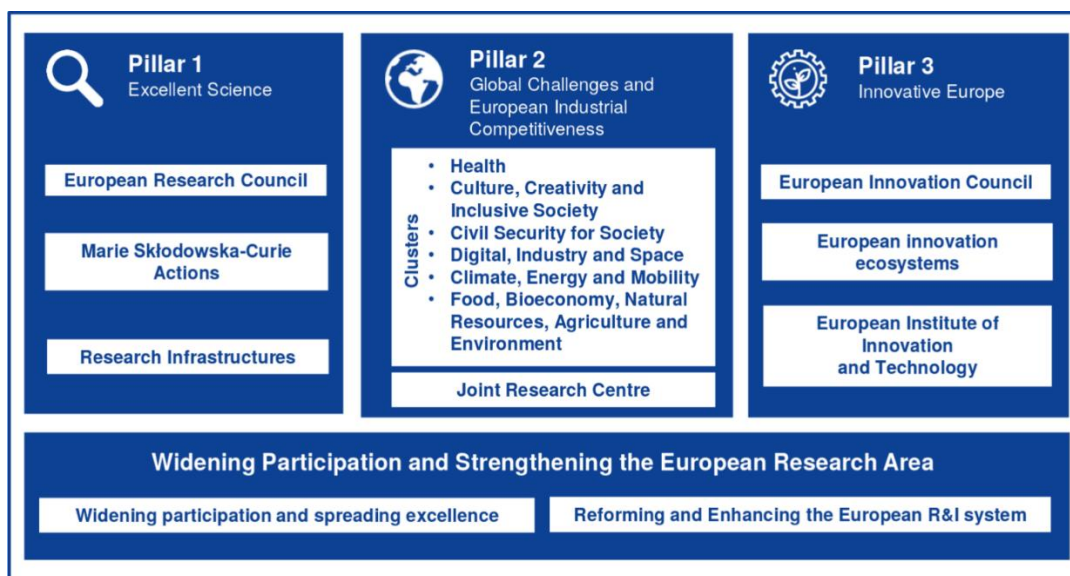 Pillar 1
Excellent Science
European Research Council
Marie Skłodowska-Curie
Actions
Research Infrastructures
Pillar 2
Global Challenges and
European Industrial
Competitiveness
Clusters
• Health
• Culture, Creativity and
Inclusive Society
• Civil Security for Society
• Digital, Industry and Space
• Climate, Energy and Mobility
• Food, Bioeconomy, Natural
Resources, Agriculture and
Environment
Joint Research Centre
Pillar 3
Innovative Europe
European Innovation Council
European innovation
ecosystems
European Institute of
Innovation
and Technology
Widening Participation and Strengthening the European Research Area
Widening participation and spreading excellence
Reforming and Enhancing the European R&I system